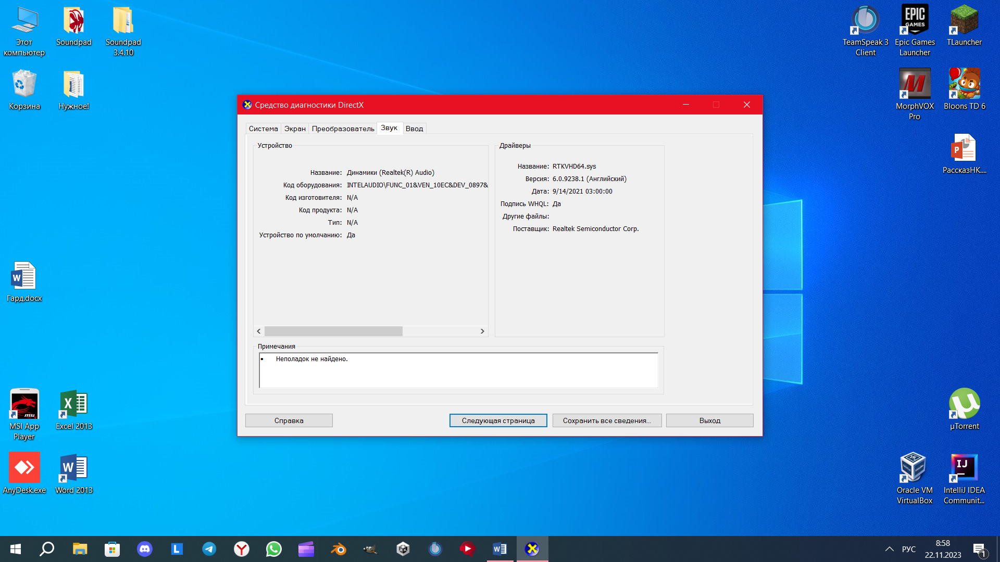 Этот
компьютер
Soundpad
Soundpad
3.4.10
Корзина
Нужное!
Гард.docx
msi
MSI App
Player
Excel 2013
AnyDesk.exe
Word 2013
TeamSpeak 3
Client
EPIC
GAMES
Epic Games
Launcher
TLauncher
MorphVOX
Pro
Bloons TD 6
РассказНК....
µTorrent
Oracle VM
VirtualBox
IntelliJ IDEA
Communit...
Средство диагностики DirectX
Система
Экран
Преобразователь
Звук
Ввод
Устройство
Название: Динамики (Realtek(R) Audio)
Код оборудования: INTELAUDIO\FUNC_01&VEN_10EC&DEV_0897&
Код изготовителя: N/A
Код продукта: N/A
Тип: N/A
Устройство по умолчанию: Да
Драйверы
Название: RTKVHD64.sys
Версия: 6.0.9238.1 (Английский)
Дата: 9/14/2021 03:00:00
Подпись WHQL: Да
Другие файлы:
Поставщик: Realtek Semiconductor Corp.
Примечания
• Неполадок не найдено.
Справка
Следующая страница
Сохранить все сведения...
Выход
РУС
8:58
22.11.2023
1